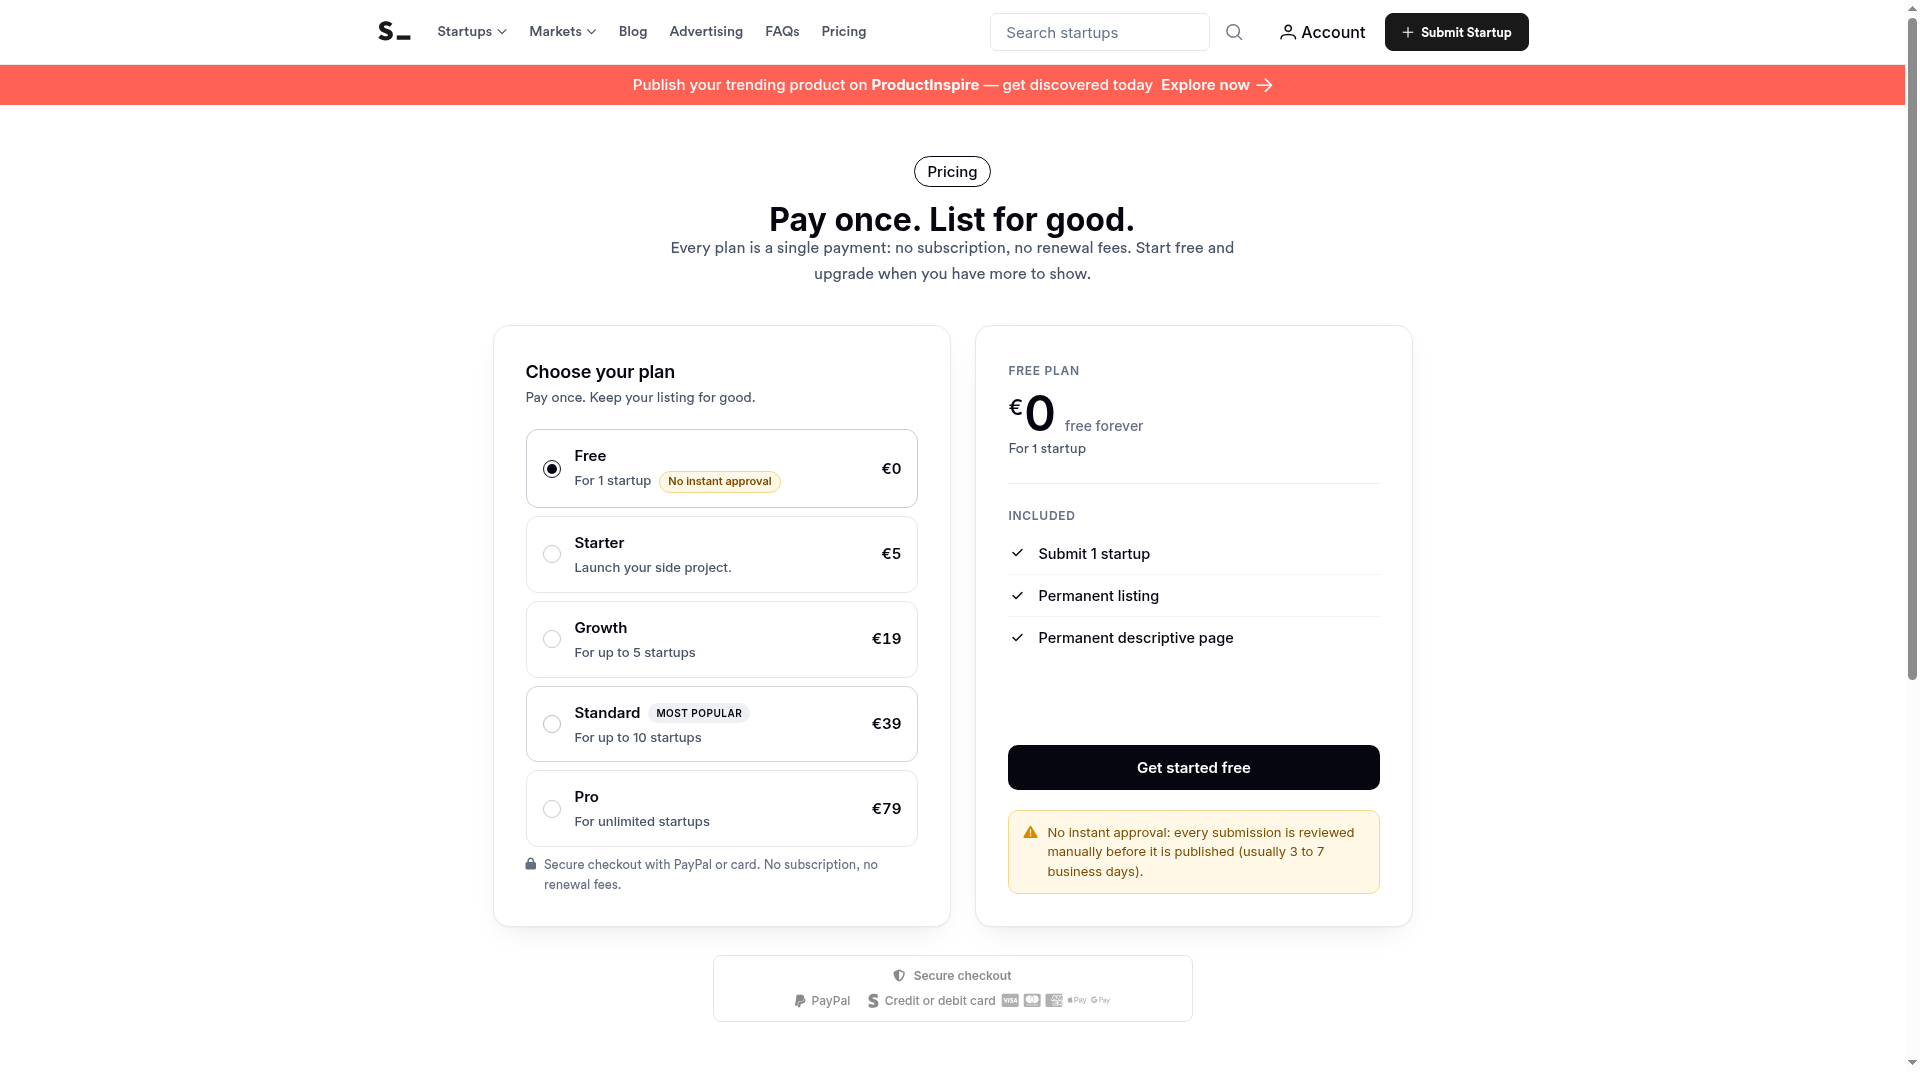 S_
Startups
Markets
Blog
Advertising
FAQs
Pricing
Search startups
Account
Submit Startup
Publish your trending product on ProductInspire — get discovered today Explore now
Pricing
Pay once. List for good.
Every plan is a single payment: no subscription, no renewal fees. Start free and
upgrade when you have more to show.
Choose your plan
Pay once. Keep your listing for good.
Free
For 1 startup No instant approval
€0
Starter
Launch your side project.
€5
Growth
For up to 5 startups
€19
Standard MOST POPULAR
For up to 10 startups
€39
Pro
For unlimited startups
€79
Secure checkout with PayPal or card. No subscription, no
renewal fees.
FREE PLAN
€0 free forever
For 1 startup
INCLUDED
Submit 1 startup
Permanent listing
Permanent descriptive page
Get started free
No instant approval: every submission is reviewed
manually before it is published (usually 3 to 7
business days).
Secure checkout
PayPal
Credit or debit card VISA Pay G Pay